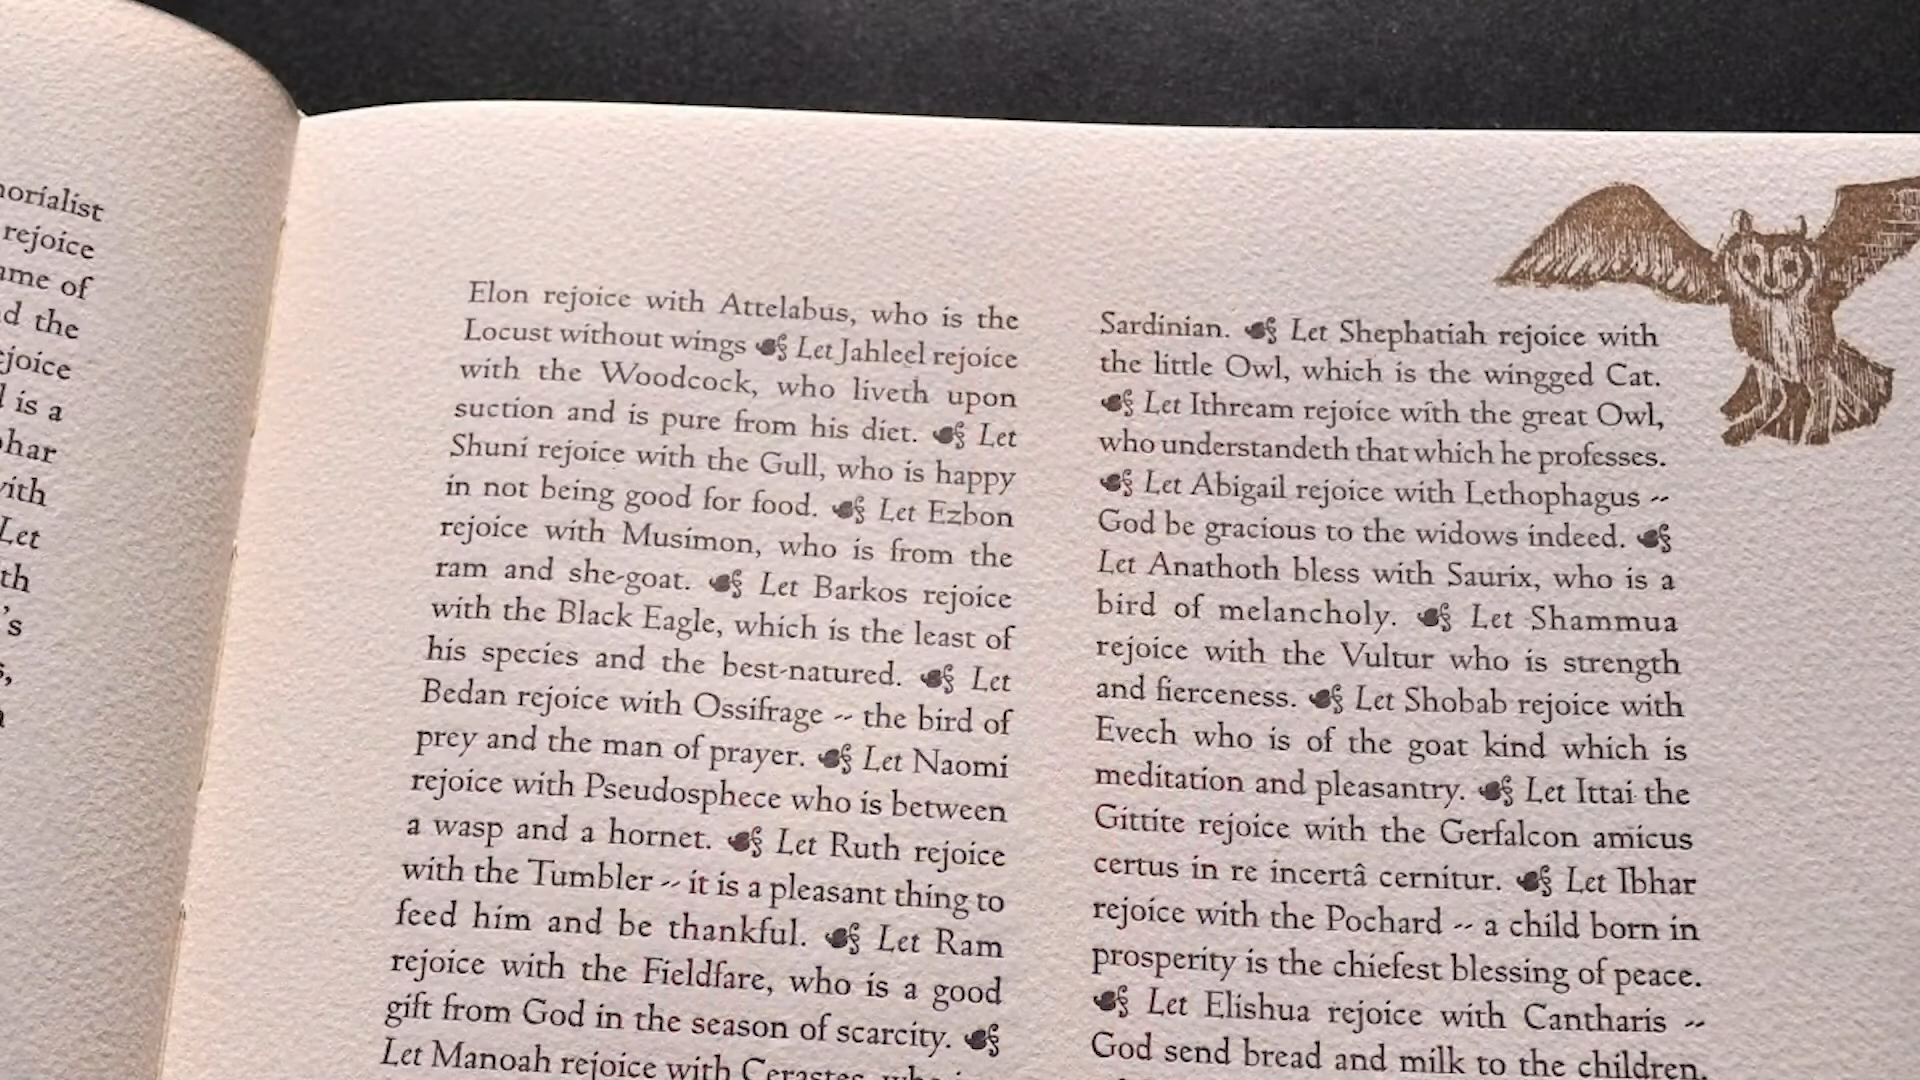 morialist
rejoice
ame of
d the
ejoice
is a
phar
with
Let
th
's
Elon rejoice with Attelabus, who is the
Locust without wings Let Jahleel rejoice
with the Woodcock, who liveth upon
suction and is pure from his diet. Let
Shuni rejoice with the Gull, who is happy
in not being good for food. Let Ezbon
rejoice with Musimon, who is from the
ram and she-goat. Let Barkos rejoice
with the Black Eagle, which is the least of
his species and the best-natured. Let
Bedan rejoice with Ossifrage -- the bird of
prey and the man of prayer. Let Naomi
rejoice with Pseudosphece who is between
a wasp and a hornet. Let Ruth rejoice
with the Tumbler -- it is a pleasant thing to
feed him and be thankful. Let Ram
rejoice with the Fieldfare, who is a good
gift from God in the season of scarcity.
Let Manoah rejoice with Cerastes, who
Sardinian. Let Shephatiah rejoice with
the little Owl, which is the wingged Cat.
Let Ithream rejoice with the great Owl,
who understandeth that which he professes.
Let Abigail rejoice with Lethophagus --
God be gracious to the widows indeed.
Let Anathoth bless with Saurix, who is a
bird of melancholy. Let Shammua
rejoice with the Vultur who is strength
and fierceness. Let Shobab rejoice with
Evech who is of the goat kind which is
meditation and pleasantry. Let Ittai the
Gittite rejoice with the Gerfalcon amicus
certus in re incertâ cernitur. Let Ibhar
rejoice with the Pochard -- a child born in
prosperity is the chiefest blessing of peace.
Let Elishua rejoice with Cantharis --
God send bread and milk to the children.